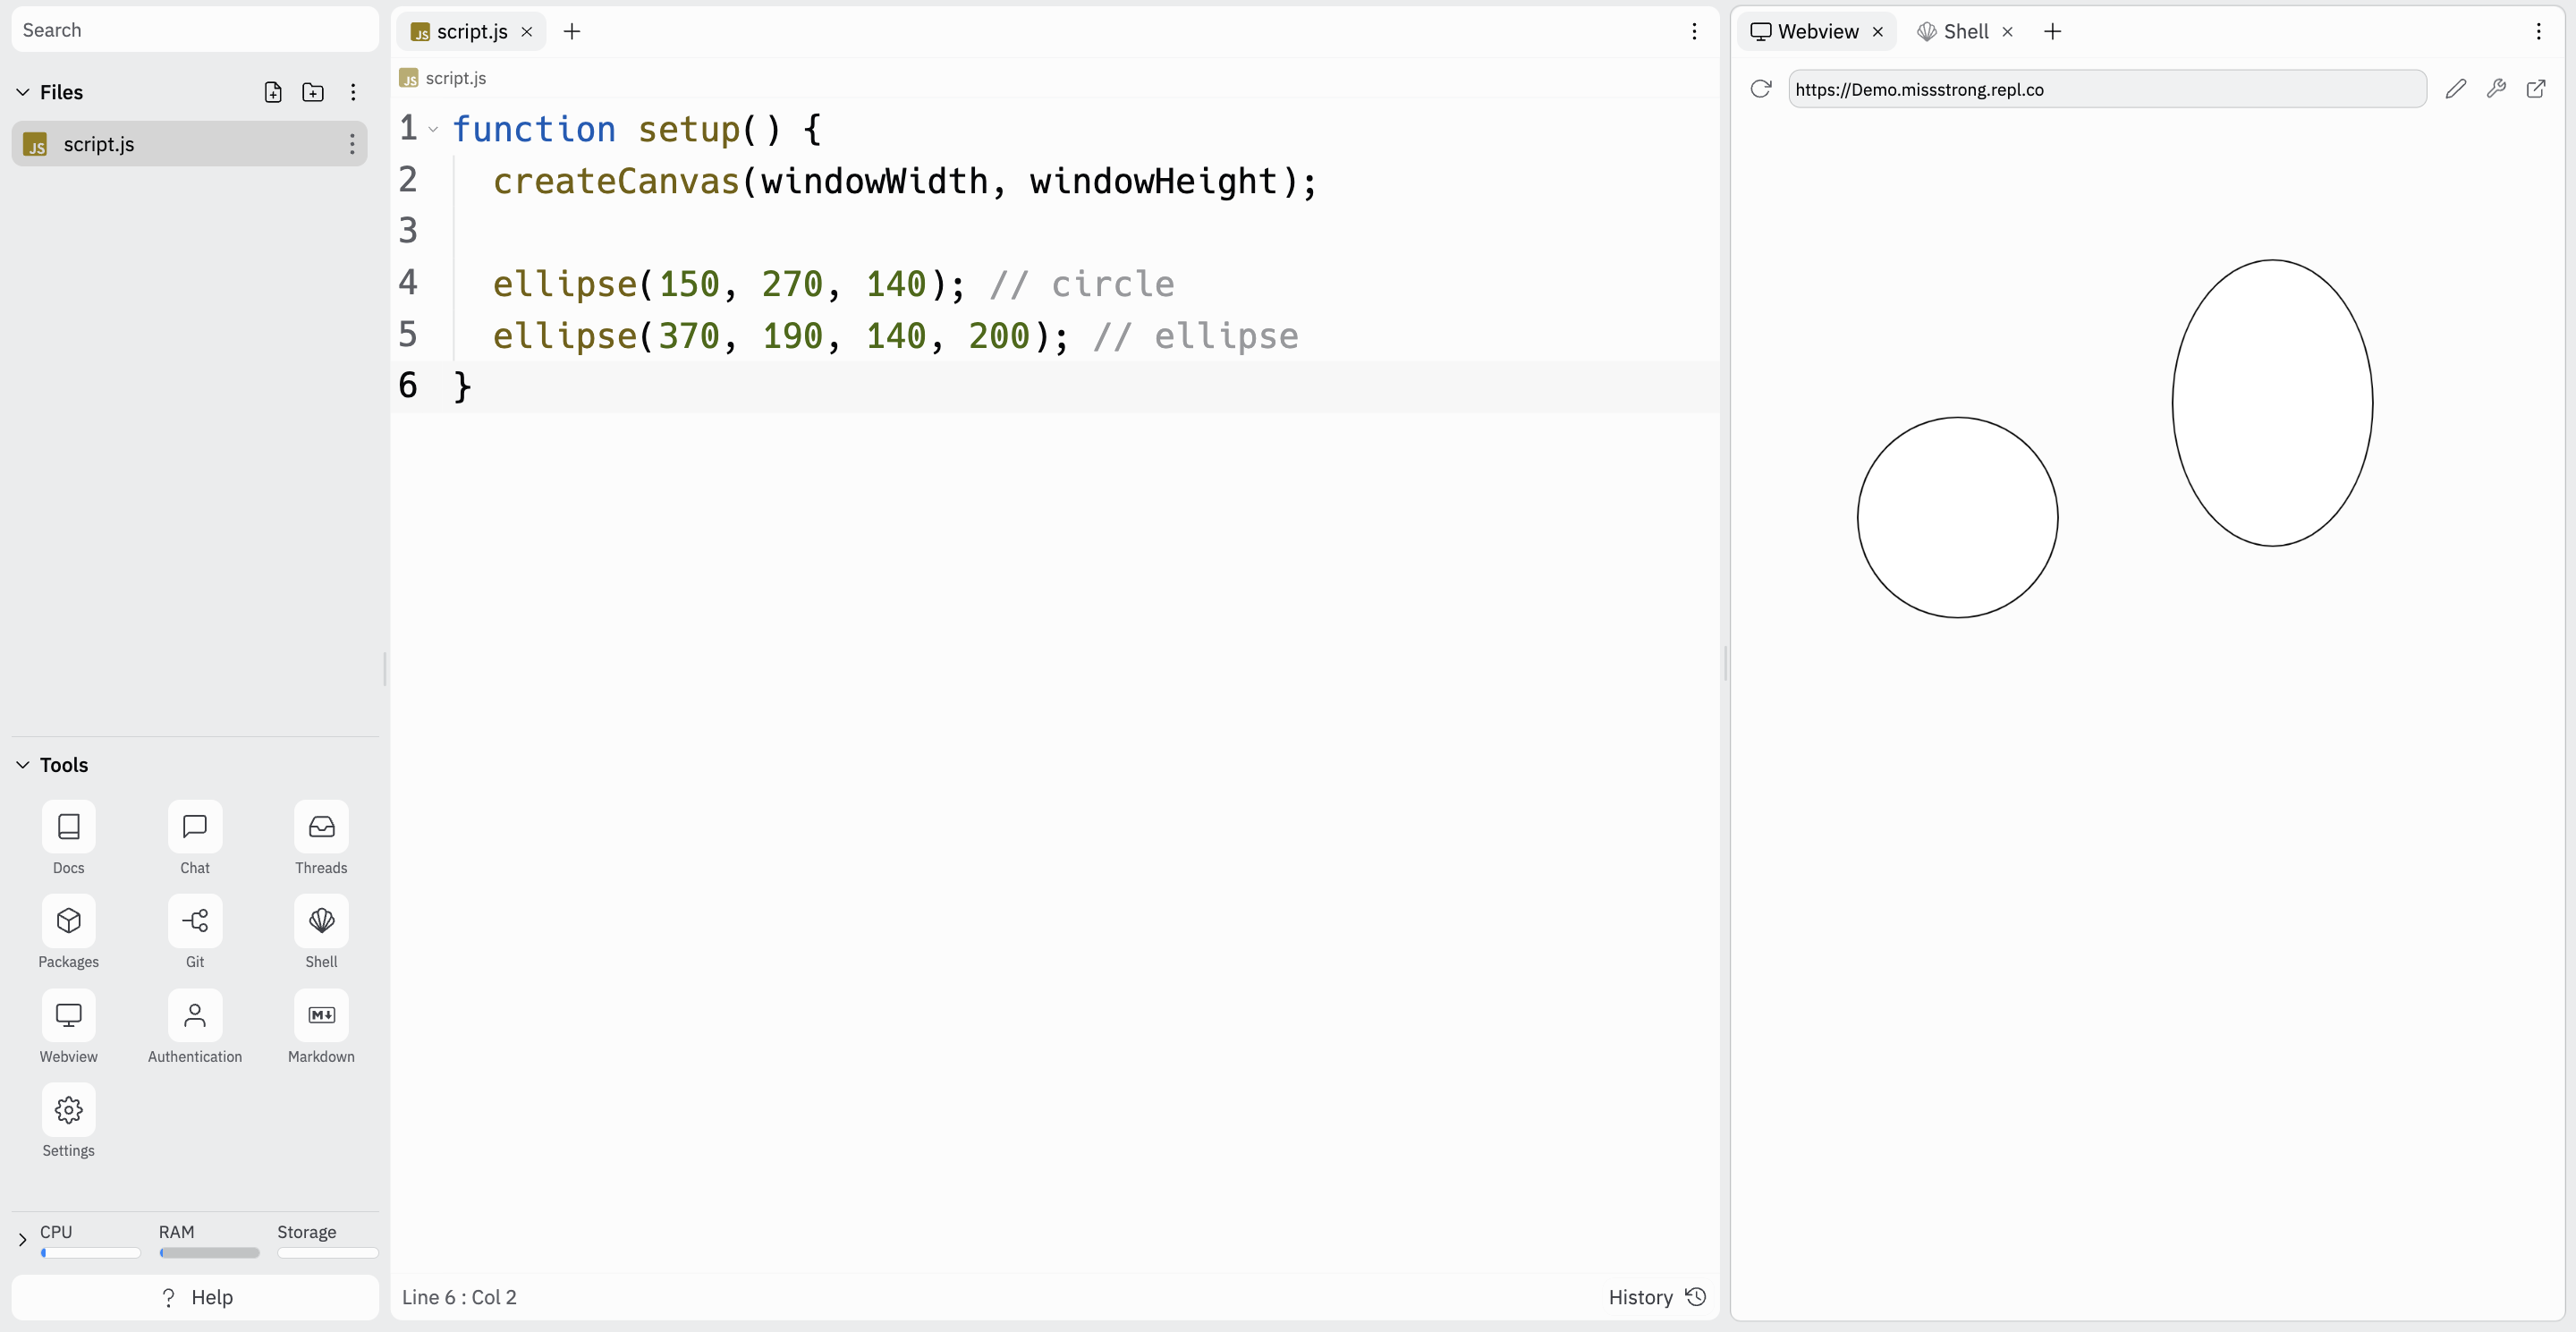 Search
Files
JS script.js
Tools
Docs Chat Threads
Packages Git Shell
Webview Authentication Markdown
Settings
CPU RAM Storage
? Help
JS script.js
JS script.js
1 function setup() {
2 createCanvas(windowWidth, windowHeight);
3
4 ellipse(150, 270, 140); // circle
5 ellipse(370, 190, 140, 200); // ellipse
6 }
Line 6 : Col 2 History
Webview Shell
https://Demo.missstrong.repl.co